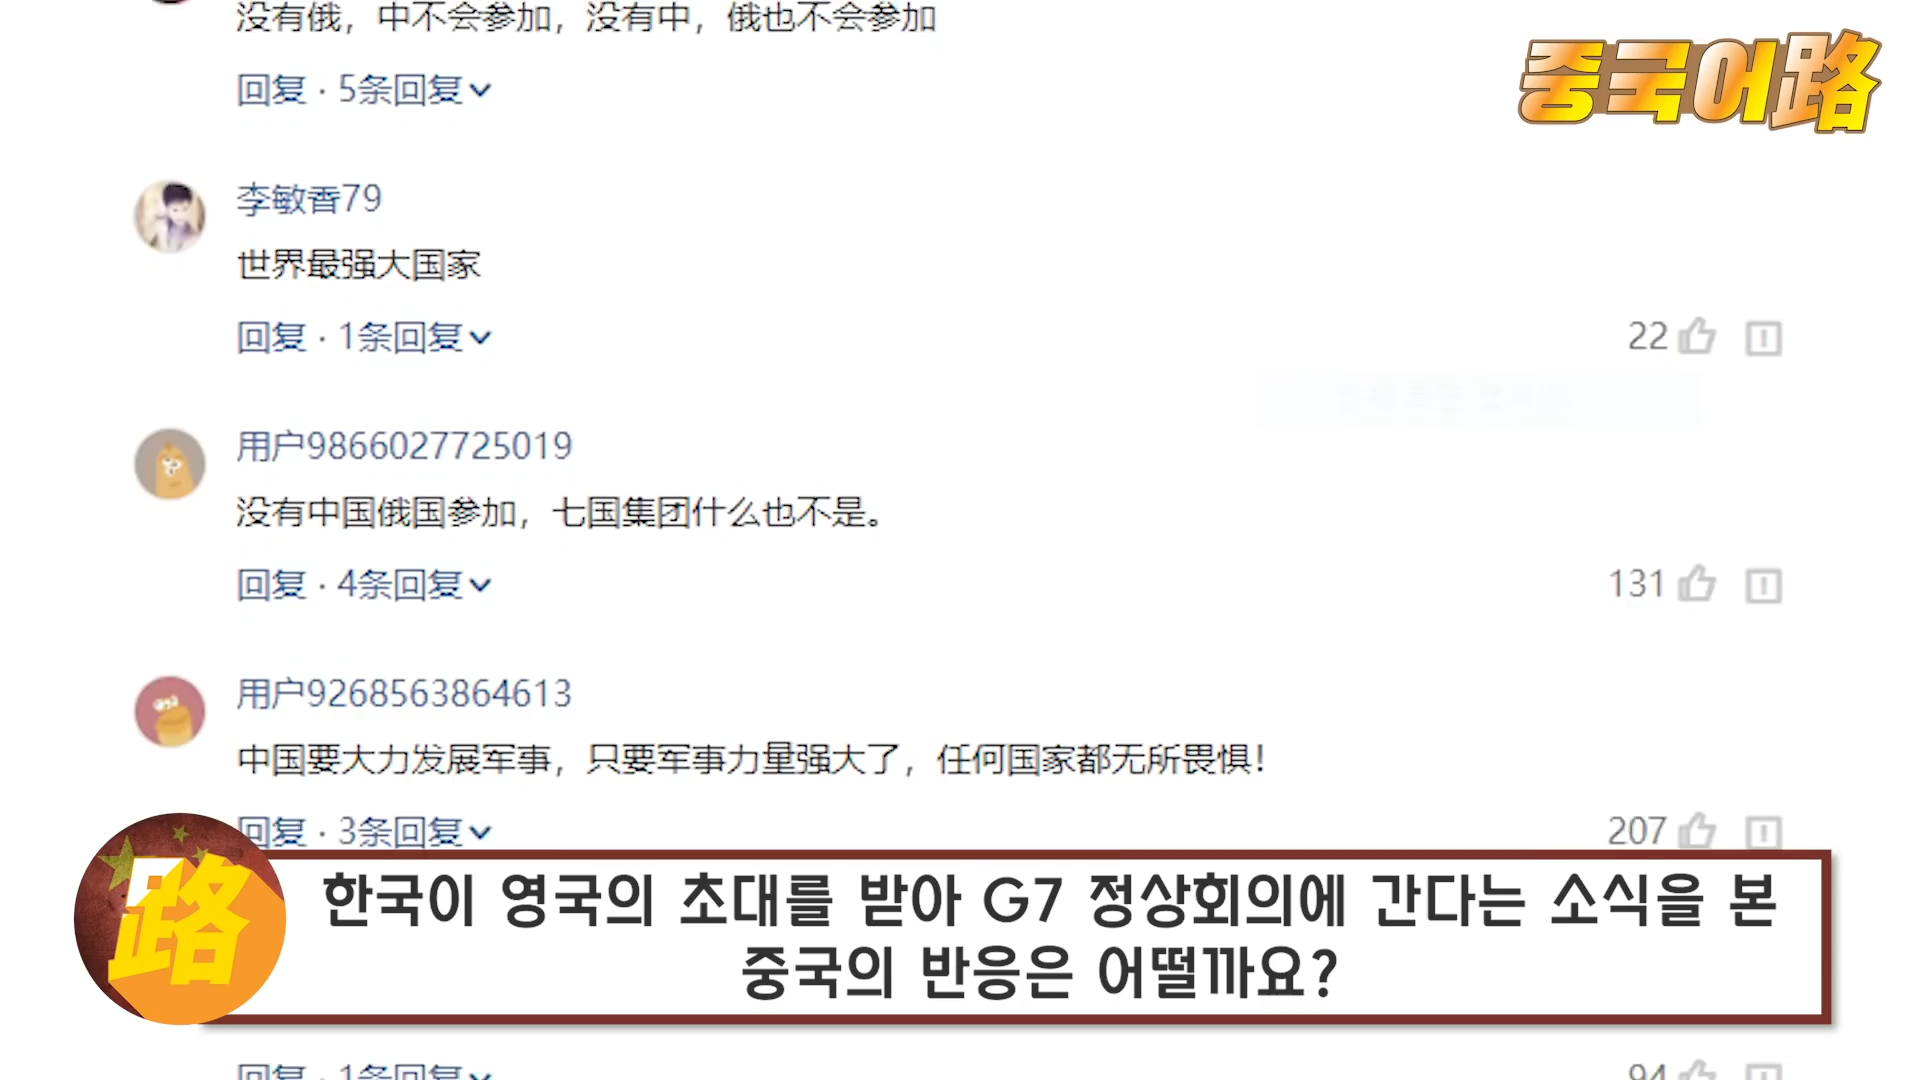 没有俄，中不会参加，没有中，俄也不会参加
回复 · 5条回复
중국어路
李敏香79
世界最强大国家
回复 · 1条回复
22
用户9866027725019
没有中国俄国参加，七国集团什么也不是。
回复 · 4条回复
131
用户9268563864613
中国要大力发展军事，只要军事力量强大了，任何国家都无所畏惧！
回复 · 3条回复
207
路
한국이 영국의 초대를 받아 G7 정상회의에 간다는 소식을 본
중국의 반응은 어떨까요?
回复 · 1条回复
94